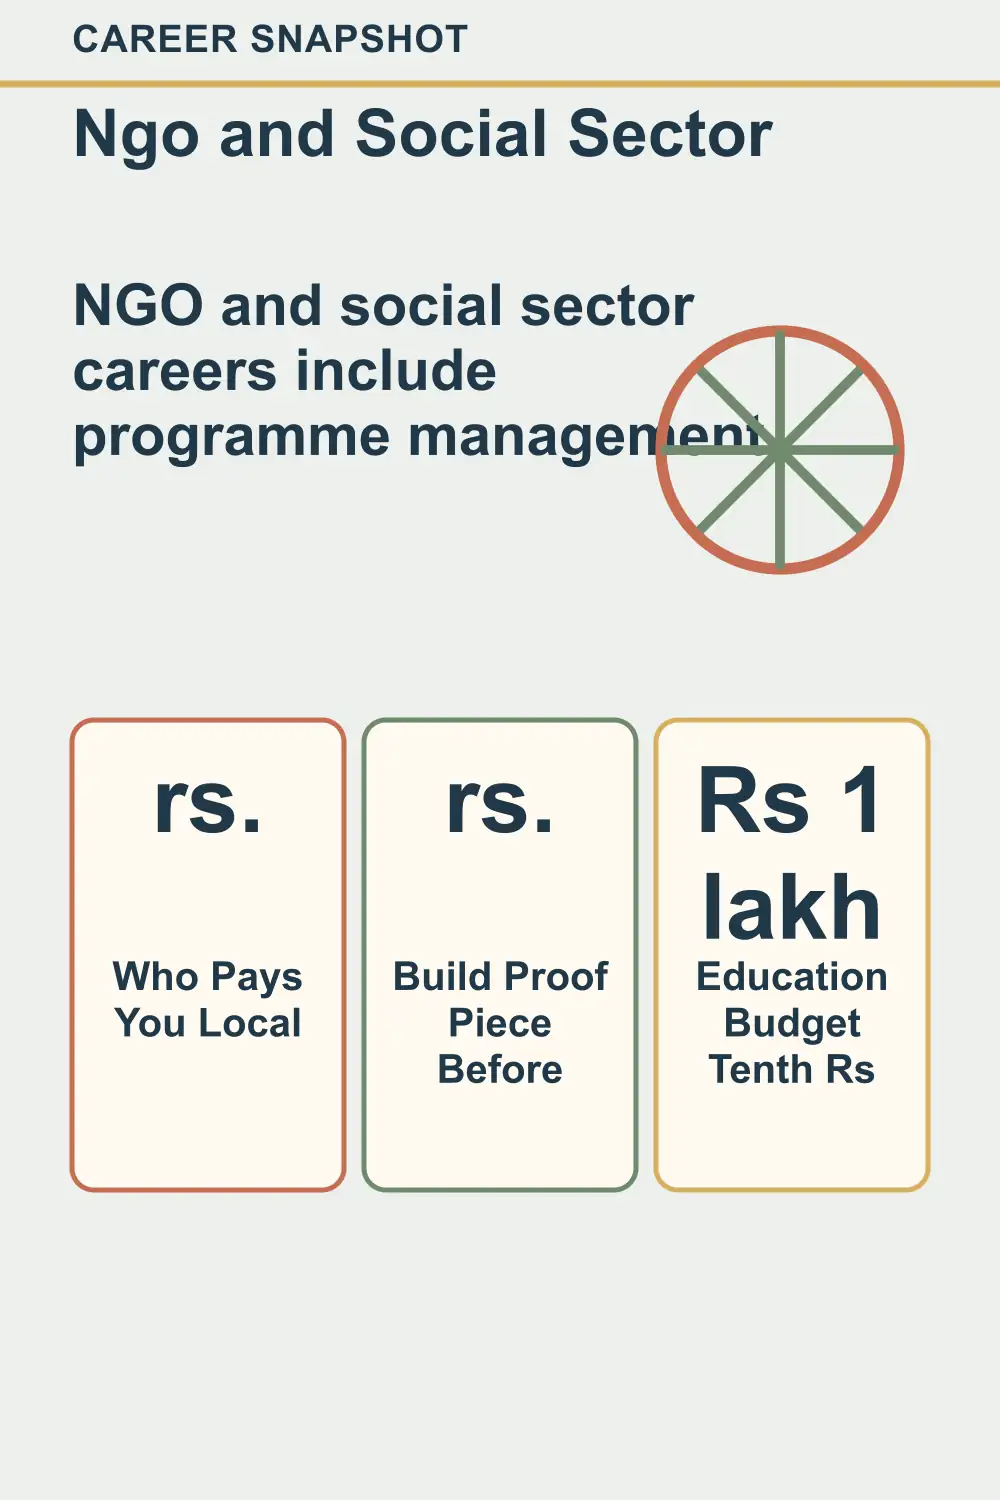 CAREER SNAPSHOT
Ngo and Social Sector
NGO and social sector
careers include
programme management
rs.
Who Pays
You Local
rs.
Build Proof
Piece
Before
Rs 1
lakh
Education
Budget
Tenth Rs